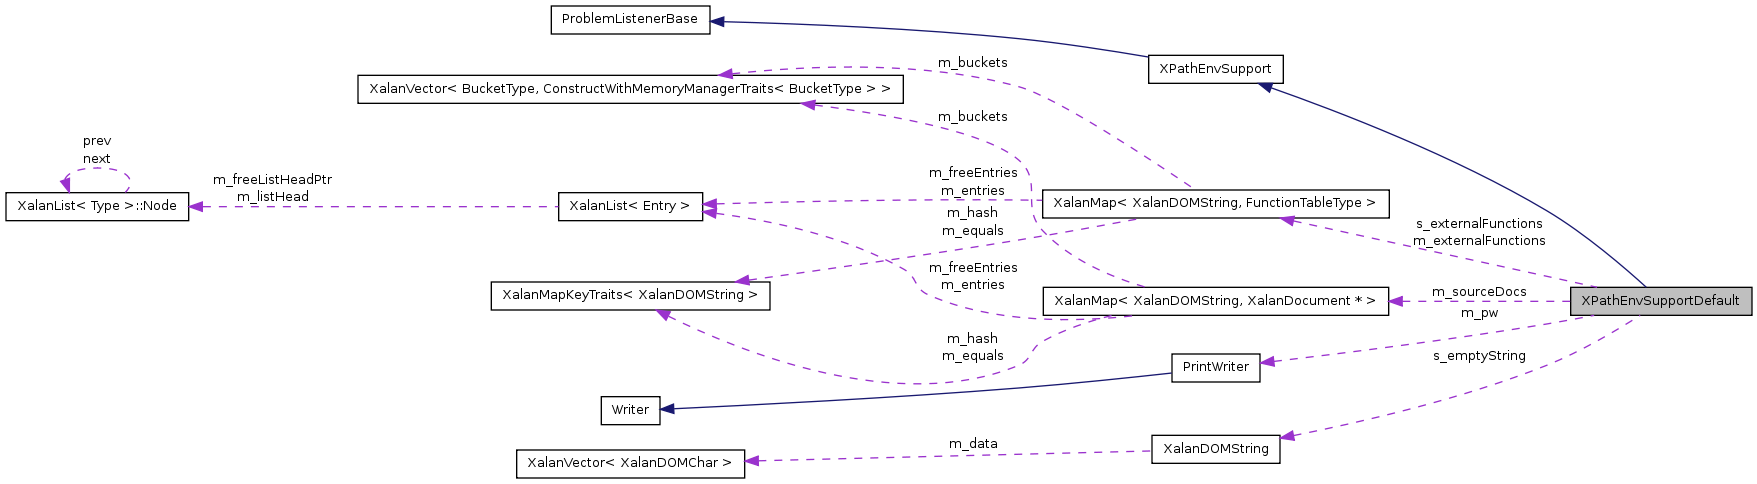 ProblemListenerBase
XPathEnvSupport
m_buckets
XalanVector< BucketType, ConstructWithMemoryManagerTraits< BucketType > >
m_buckets
prev
next
m_freeEntries
m_entries
m_freeListHeadPtr
m_listHead
XalanList< Type >::Node
XalanList< Entry >
XalanMap< XalanDOMString, FunctionTableType >
m_hash
m_equals
s_externalFunctions
m_externalFunctions
m_freeEntries
m_entries
XalanMapKeyTraits< XalanDOMString >
XalanMap< XalanDOMString, XalanDocument * >
m_sourceDocs
XPathEnvSupportDefault
m_pw
m_hash
m_equals
s_emptyString
PrintWriter
Writer
m_data
XalanDOMString
XalanVector< XalanDOMChar >